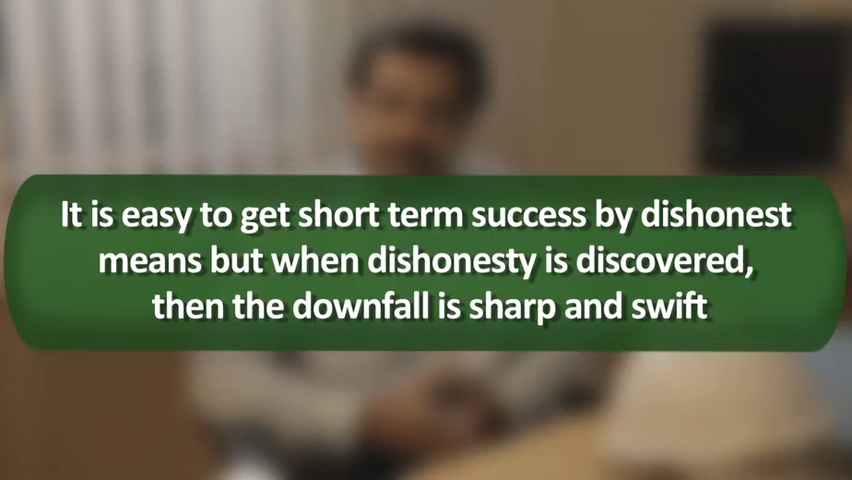 It is easy to get short term success by dishonest
means but when dishonesty is discovered,
then the downfall is sharp and swift